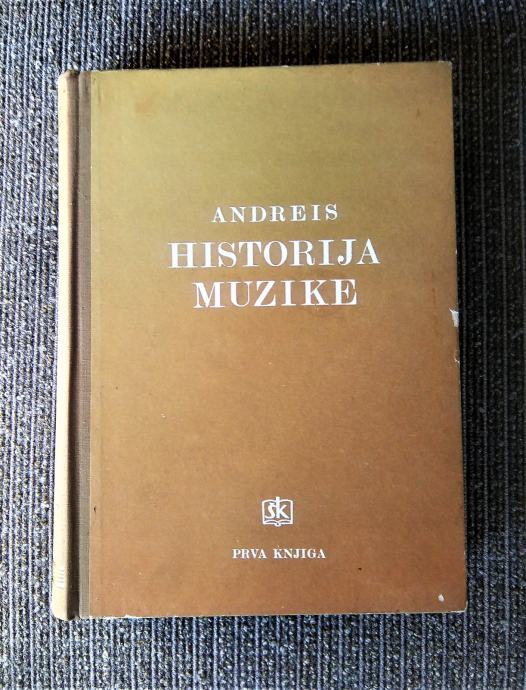 ANDREIS
HISTORIJA
MUZIKE
ŠK
PRVA KNJIGA